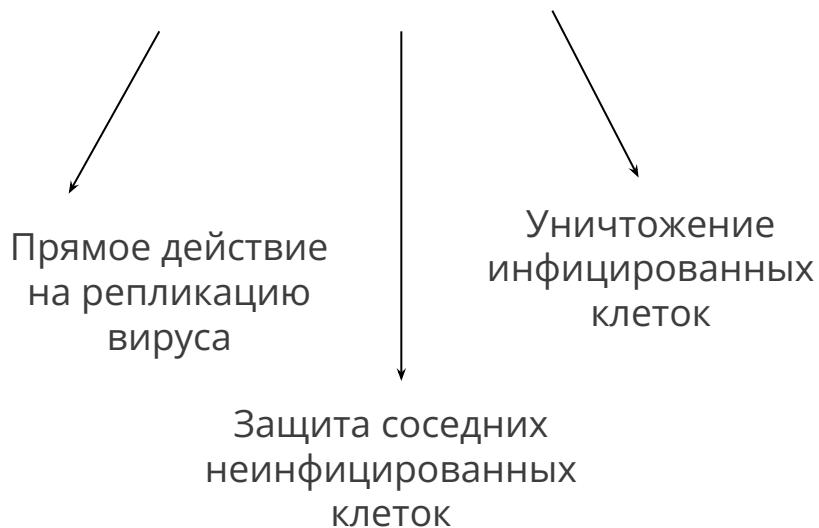 Прямое действие
на репликацию
вируса
Уничтожение
инфицированных
клеток
Защита соседних
неинфицированных
клеток